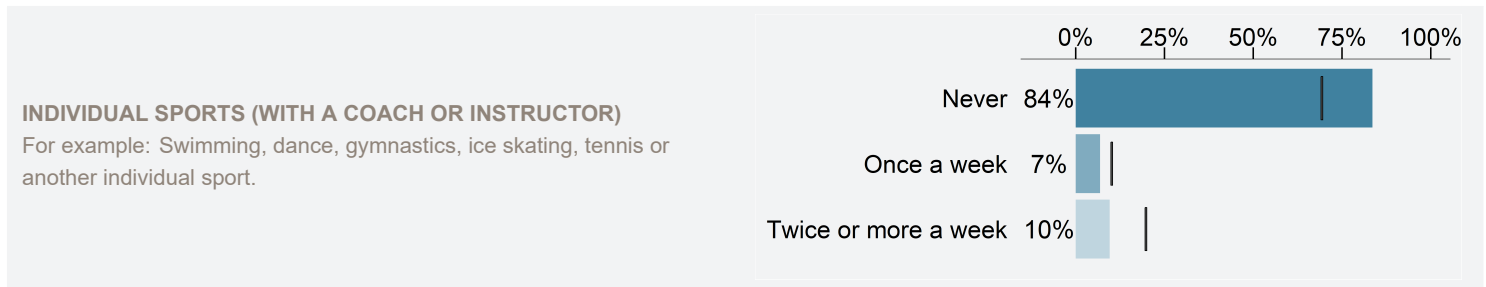 INDIVIDUAL SPORTS (WITH A COACH OR INSTRUCTOR)
For example: Swimming, dance, gymnastics, ice skating, tennis or
another individual sport.
0% 25% 50% 75% 100%
Never 84%
Once a week 7%
Twice or more a week 10%